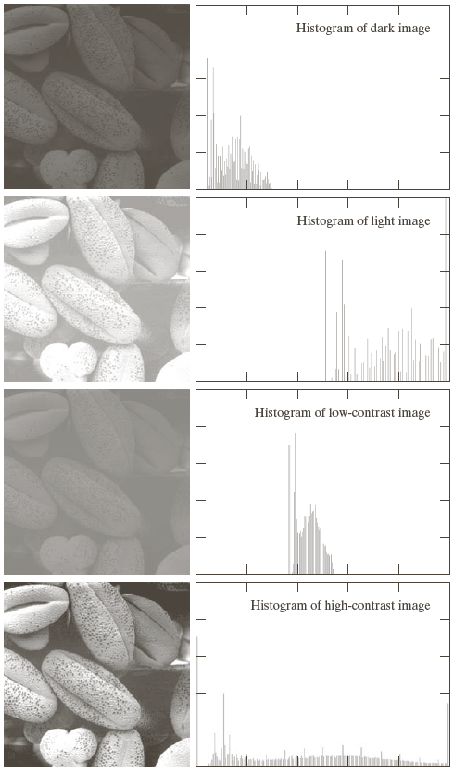 Histogram of dark image
Histogram of light image
Histogram of low-contrast image
Histogram of high-contrast image